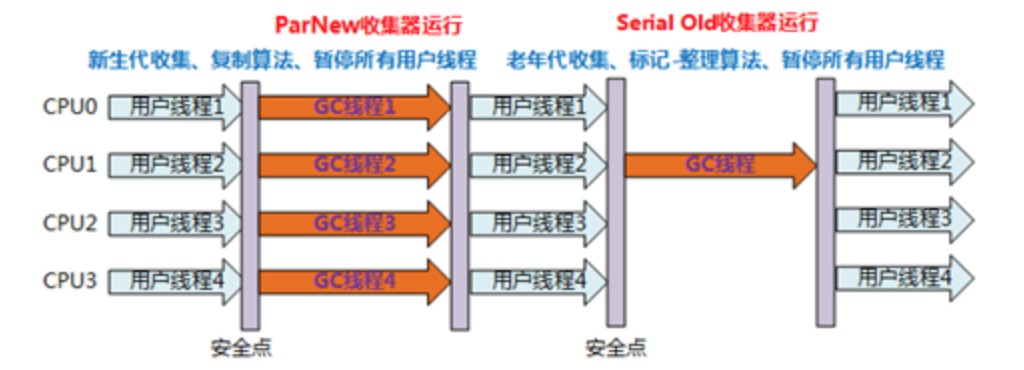 ParNew收集器运行
Serial Old收集器运行
新生代收集、复制算法、暂停所有用户线程
老年代收集、标记-整理算法、暂停所有用户线程
CPU0 用户线程1 GC线程1 用户线程1 用户线程1
CPU1 用户线程2 GC线程2 用户线程2 GC线程 用户线程2
CPU2 用户线程3 GC线程3 用户线程3 用户线程3
CPU3 用户线程4 GC线程4 用户线程4 用户线程4
安全点 安全点